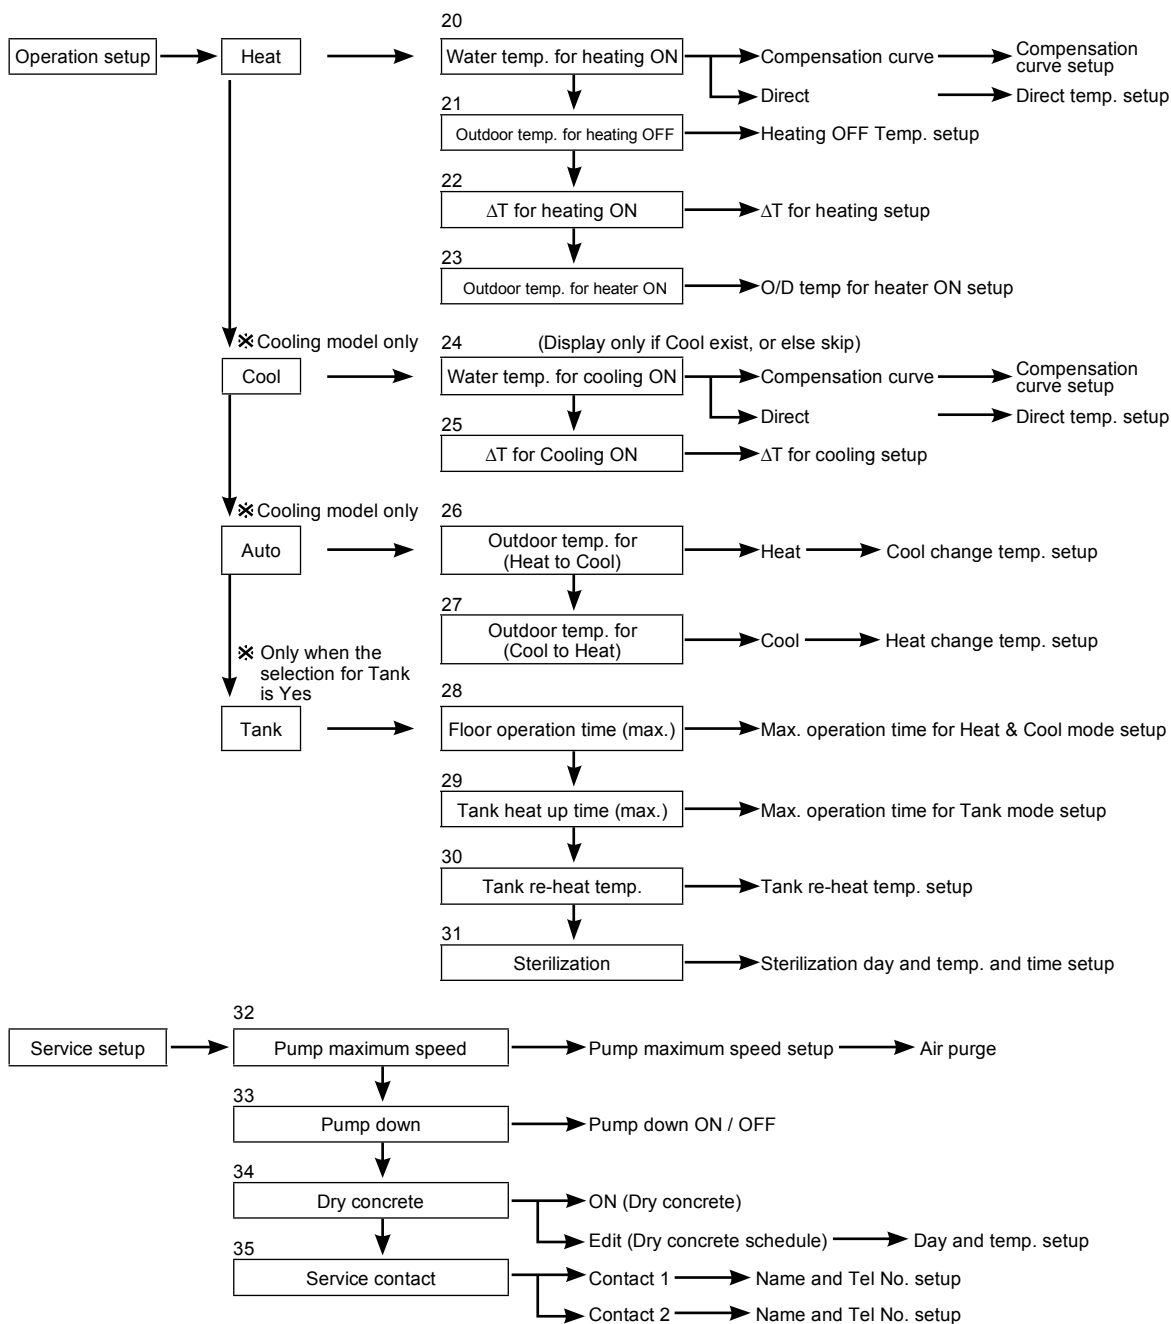 20
Operation setup
Heat
Water temp. for heating ON
Compensation curve
Compensation
curve setup
Direct
Direct temp. setup
21
Outdoor temp. for heating OFF
Heating OFF Temp. setup
22
ΔT for heating ON
ΔT for heating setup
23
Outdoor temp. for heater ON
O/D temp for heater ON setup
※ Cooling model only
24
(Display only if Cool exist, or else skip)
Cool
Water temp. for cooling ON
Compensation curve
Compensation
curve setup
Direct
Direct temp. setup
25
ΔT for Cooling ON
ΔT for cooling setup
※ Cooling model only
26
Auto
Outdoor temp. for
(Heat to Cool)
Heat
Cool change temp. setup
27
Outdoor temp. for
(Cool to Heat)
Cool
Heat change temp. setup
※ Only when the
selection for Tank
is Yes
28
Tank
Floor operation time (max.)
Max. operation time for Heat & Cool mode setup
29
Tank heat up time (max.)
Max. operation time for Tank mode setup
30
Tank re-heat temp.
Tank re-heat temp. setup
31
Sterilization
Sterilization day and temp. and time setup
32
Service setup
Pump maximum speed
Pump maximum speed setup
Air purge
33
Pump down
Pump down ON / OFF
34
Dry concrete
ON (Dry concrete)
Edit (Dry concrete schedule)
Day and temp. setup
35
Service contact
Contact 1
Name and Tel No. setup
Contact 2
Name and Tel No. setup